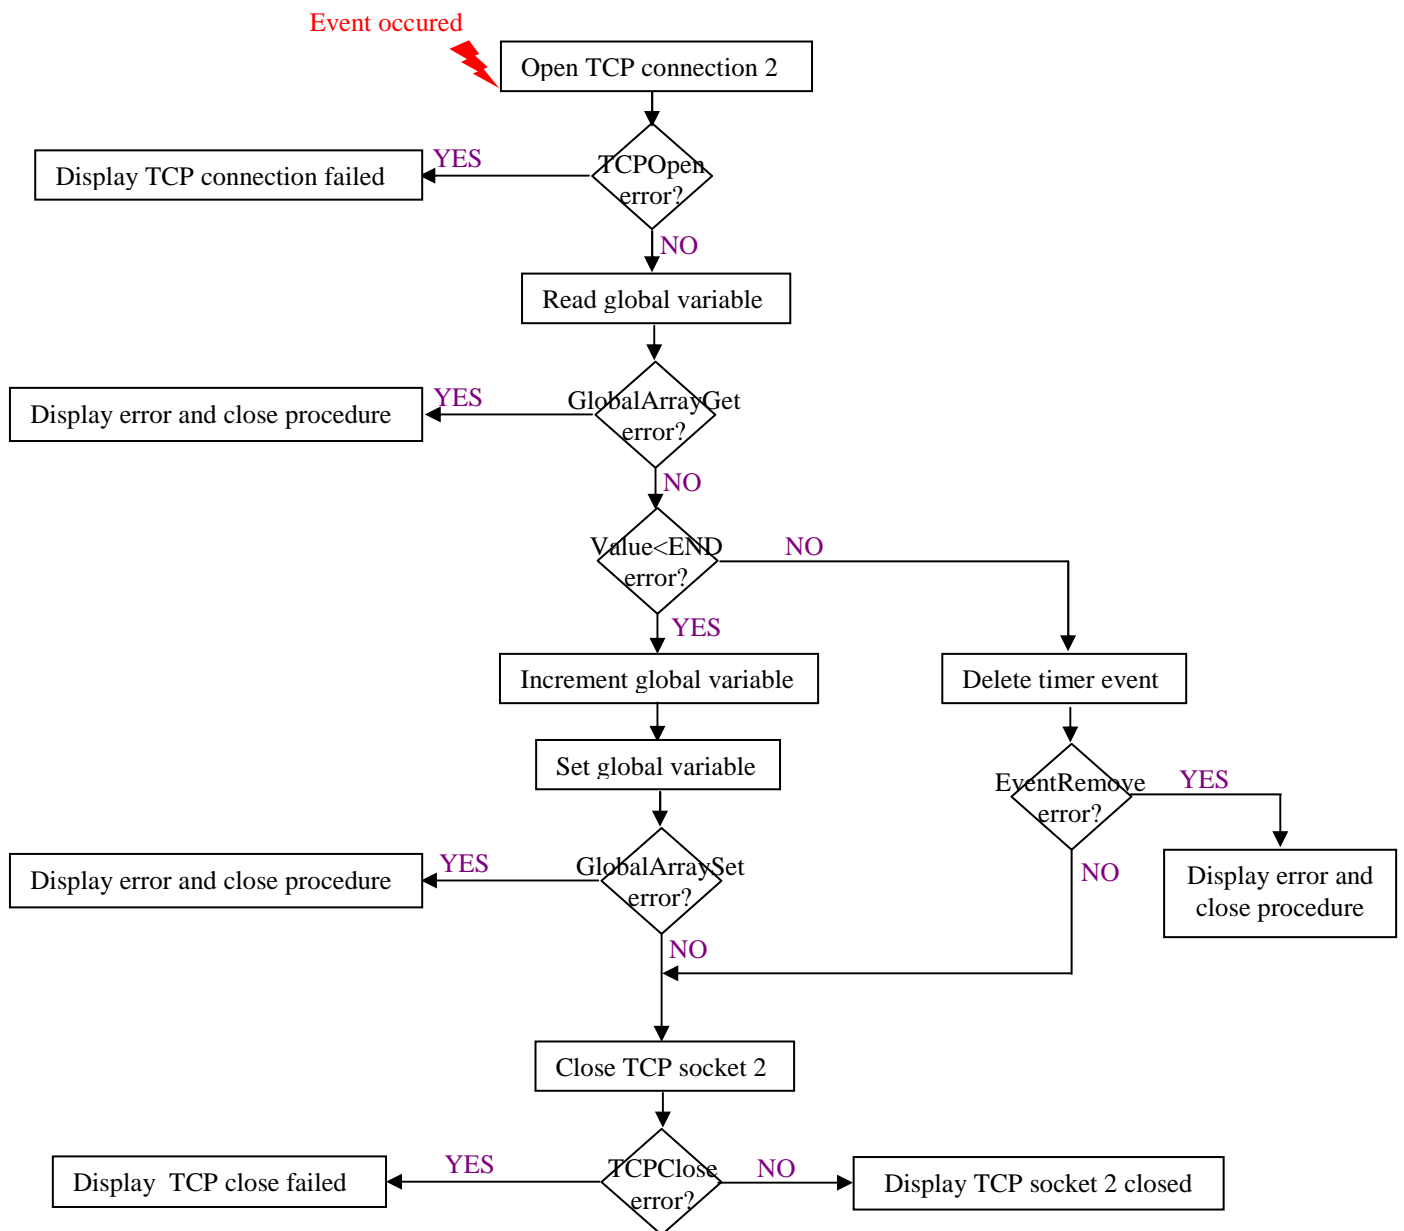 Event occured
Open TCP connection 2
TCPOpen
error?
YES
Display TCP connection failed
NO
Read global variable
GlobalArrayGet
error?
YES
Display error and close procedure
NO
Value<END
error?
NO
YES
Increment global variable
Delete timer event
Set global variable
EventRemove
error?
YES
GlobalArraySet
error?
YES
Display error and close procedure
NO
Display error and
close procedure
NO
Close TCP socket 2
TCPClose
error?
YES
Display  TCP close failed
NO
Display TCP socket 2 closed